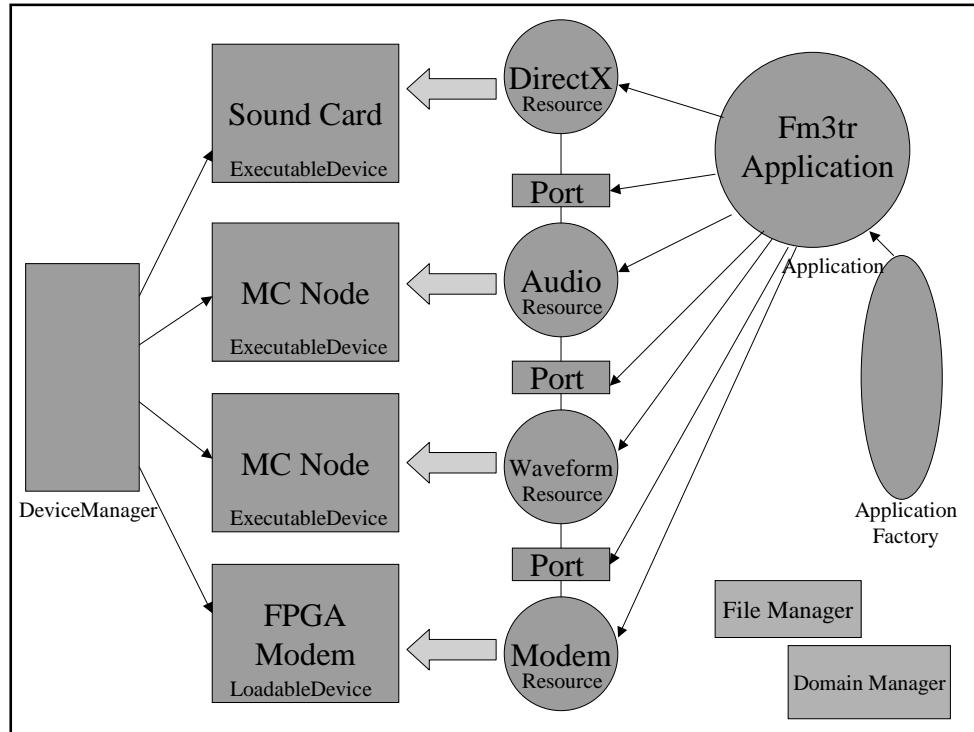 DirectX
Resource
Sound Card
ExecutableDevice
Fm3tr
Application
Port
Application
MC Node
ExecutableDevice
Audio
Resource
Port
MC Node
ExecutableDevice
Waveform
Resource
DeviceManager
Application
Factory
Port
FPGA
Modem
LoadableDevice
Modem
Resource
File Manager
Domain Manager